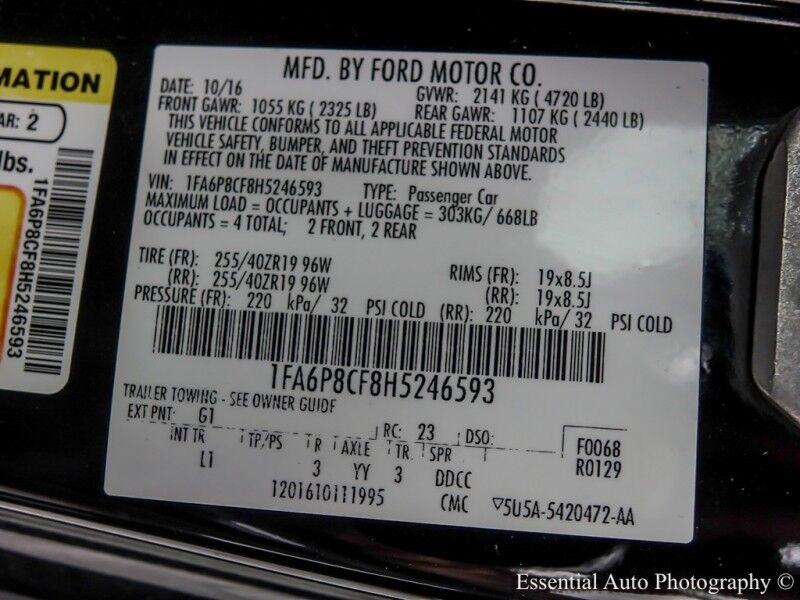 MATION
AR: 2
lbs.
1FA6P8CF8H5246593
MFD. BY FORD MOTOR CO.
DATE: 10/16 GVWR: 2141 KG ( 4720 LB)
FRONT GAWR: 1055 KG ( 2325 LB) REAR GAWR: 1107 KG ( 2440 LB)
THIS VEHICLE CONFORMS TO ALL APPLICABLE FEDERAL MOTOR
VEHICLE SAFETY, BUMPER, AND THEFT PREVENTION STANDARDS
IN EFFECT ON THE DATE OF MANUFACTURE SHOWN ABOVE.
VIN: 1FA6P8CF8H5246593 TYPE: Passenger Car
MAXIMUM LOAD = OCCUPANTS + LUGGAGE = 303KG/ 668LB
OCCUPANTS = 4 TOTAL; 2 FRONT, 2 REAR
TIRE (FR): 255/40ZR19 96W RIMS (FR): 19x8.5J
(RR): 255/40ZR19 96W (RR): 19x8.5J
PRESSURE (FR): 220 kPa/ 32 PSI COLD (RR): 220 kPa/ 32 PSI COLD
1FA6P8CF8H5246593
TRAILER TOWING - SEE OWNER GUIDE
EXT PNT: G1 RC: 23 DSO: F0068
INT TR TP/PS R AXLE TR SPR R0129
L1 3 YY 3 DDCC
1201610111995 CMC ▽5U5A-5420472-AA
Essential Auto Photography ©